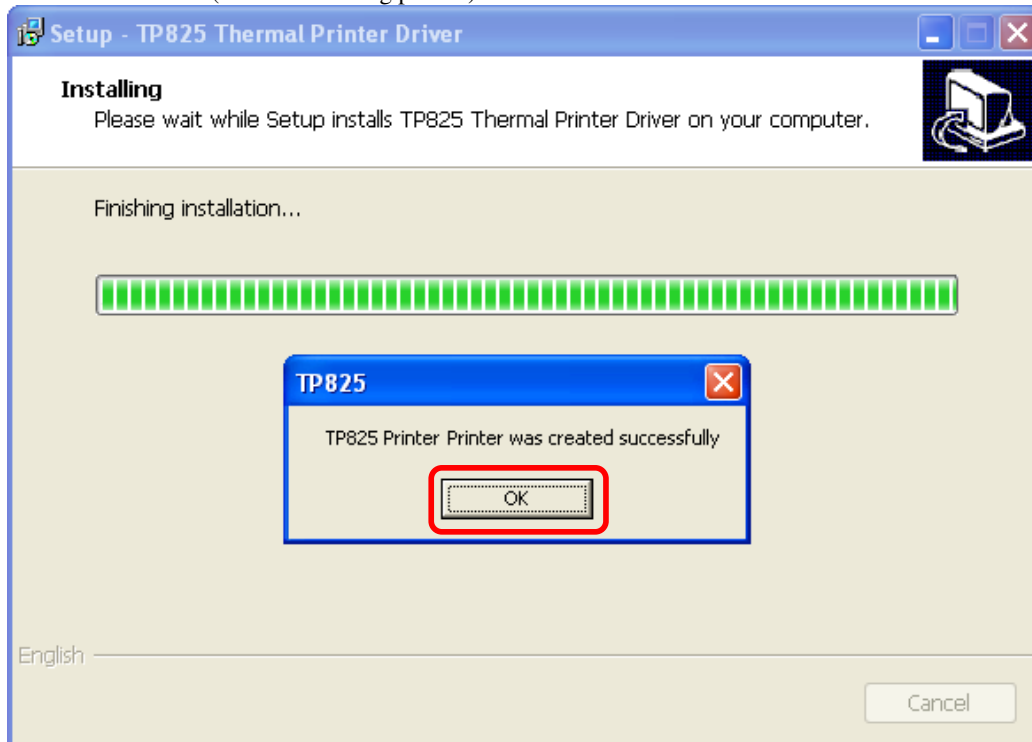 Setup - TP825 Thermal Printer Driver
Installing
Please wait while Setup installs TP825 Thermal Printer Driver on your computer.
Finishing installation...
TP825
TP825 Printer Printer was created successfully
OK
English
Cancel